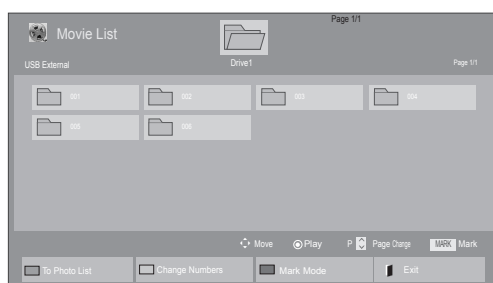 Page 1/1
Movie List
USB External
Drive1
Page 1/1
001
002
003
004
005
006
Move
Play
P
Page Change
MARK
Mark
To Photo List
Change Numbers
Mark Mode
Exit